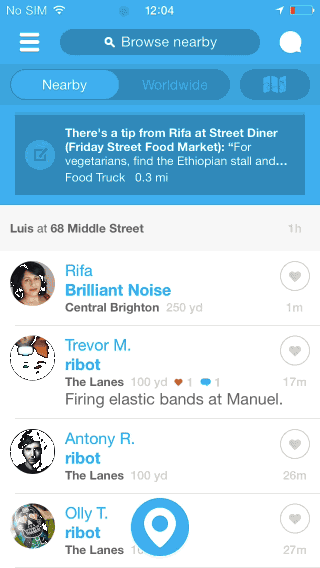 No SIM 12:04
Browse nearby
Nearby Worldwide
There's a tip from Rifa at Street Diner
(Friday Street Food Market): “For
vegetarians, find the Ethiopian stall and…
Food Truck 0.3 mi
Luis at 68 Middle Street 1h
Rifa
Brilliant Noise
Central Brighton 250 yd 1m
Trevor M.
ribot
The Lanes 100 yd 1 1 17m
Firing elastic bands at Manuel.
Antony R.
ribot
The Lanes 100 yd 26m
Olly T.
ribot
The Lanes 27m